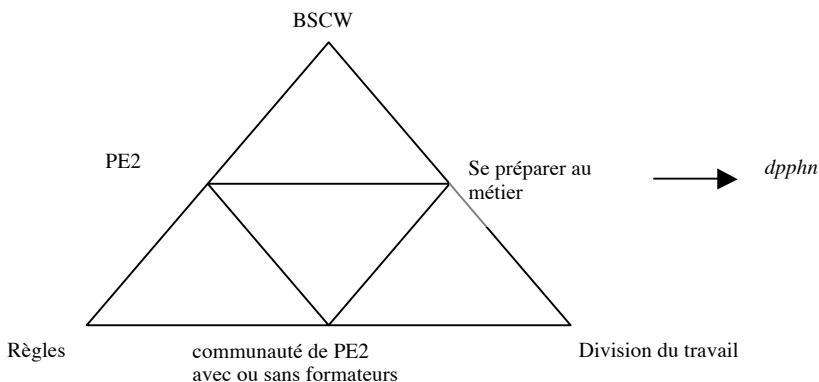 BSCW
PE2
Se préparer au
métier
dpphn
Règles
communauté de PE2
avec ou sans formateurs
Division du travail